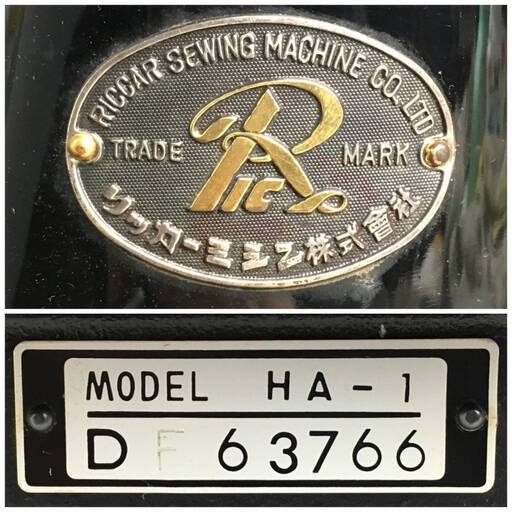 RICCAR SEWING MACHINE CO., LTD
TRADE RIC MARK
リッカーミシン株式會社
MODEL HA-1
D F 63766